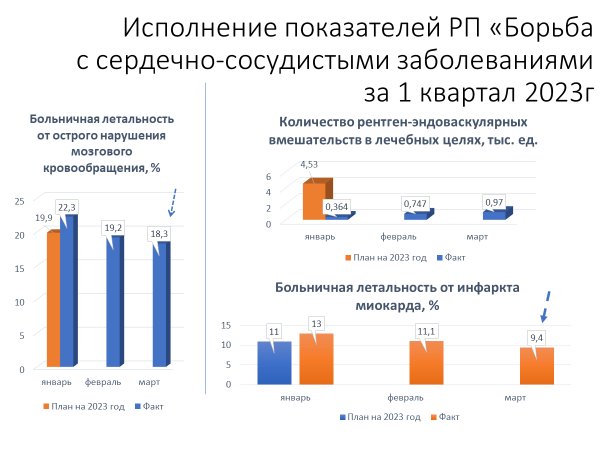 Исполнение показателей РП «Борьба
с сердечно-сосудистыми заболеваниями
за 1 квартал 2023г
Больничная летальность
от острого нарушения
мозгового
кровообращения, %
25
20
15
10
5
0
19,9
22,3
19,2
18,3
январь
февраль
март
План на 2023 год
Факт
Количество рентген-эндоваскулярных
вмешательств в лечебных целях, тыс. ед.
6
4
2
0
4,53
0,364
0,747
0,97
январь
февраль
март
План на 2023 год
Факт
Больничная летальность от инфаркта
миокарда, %
15
10
5
0
11
13
11,1
9,4
январь
февраль
март
План на 2023 год
Факт